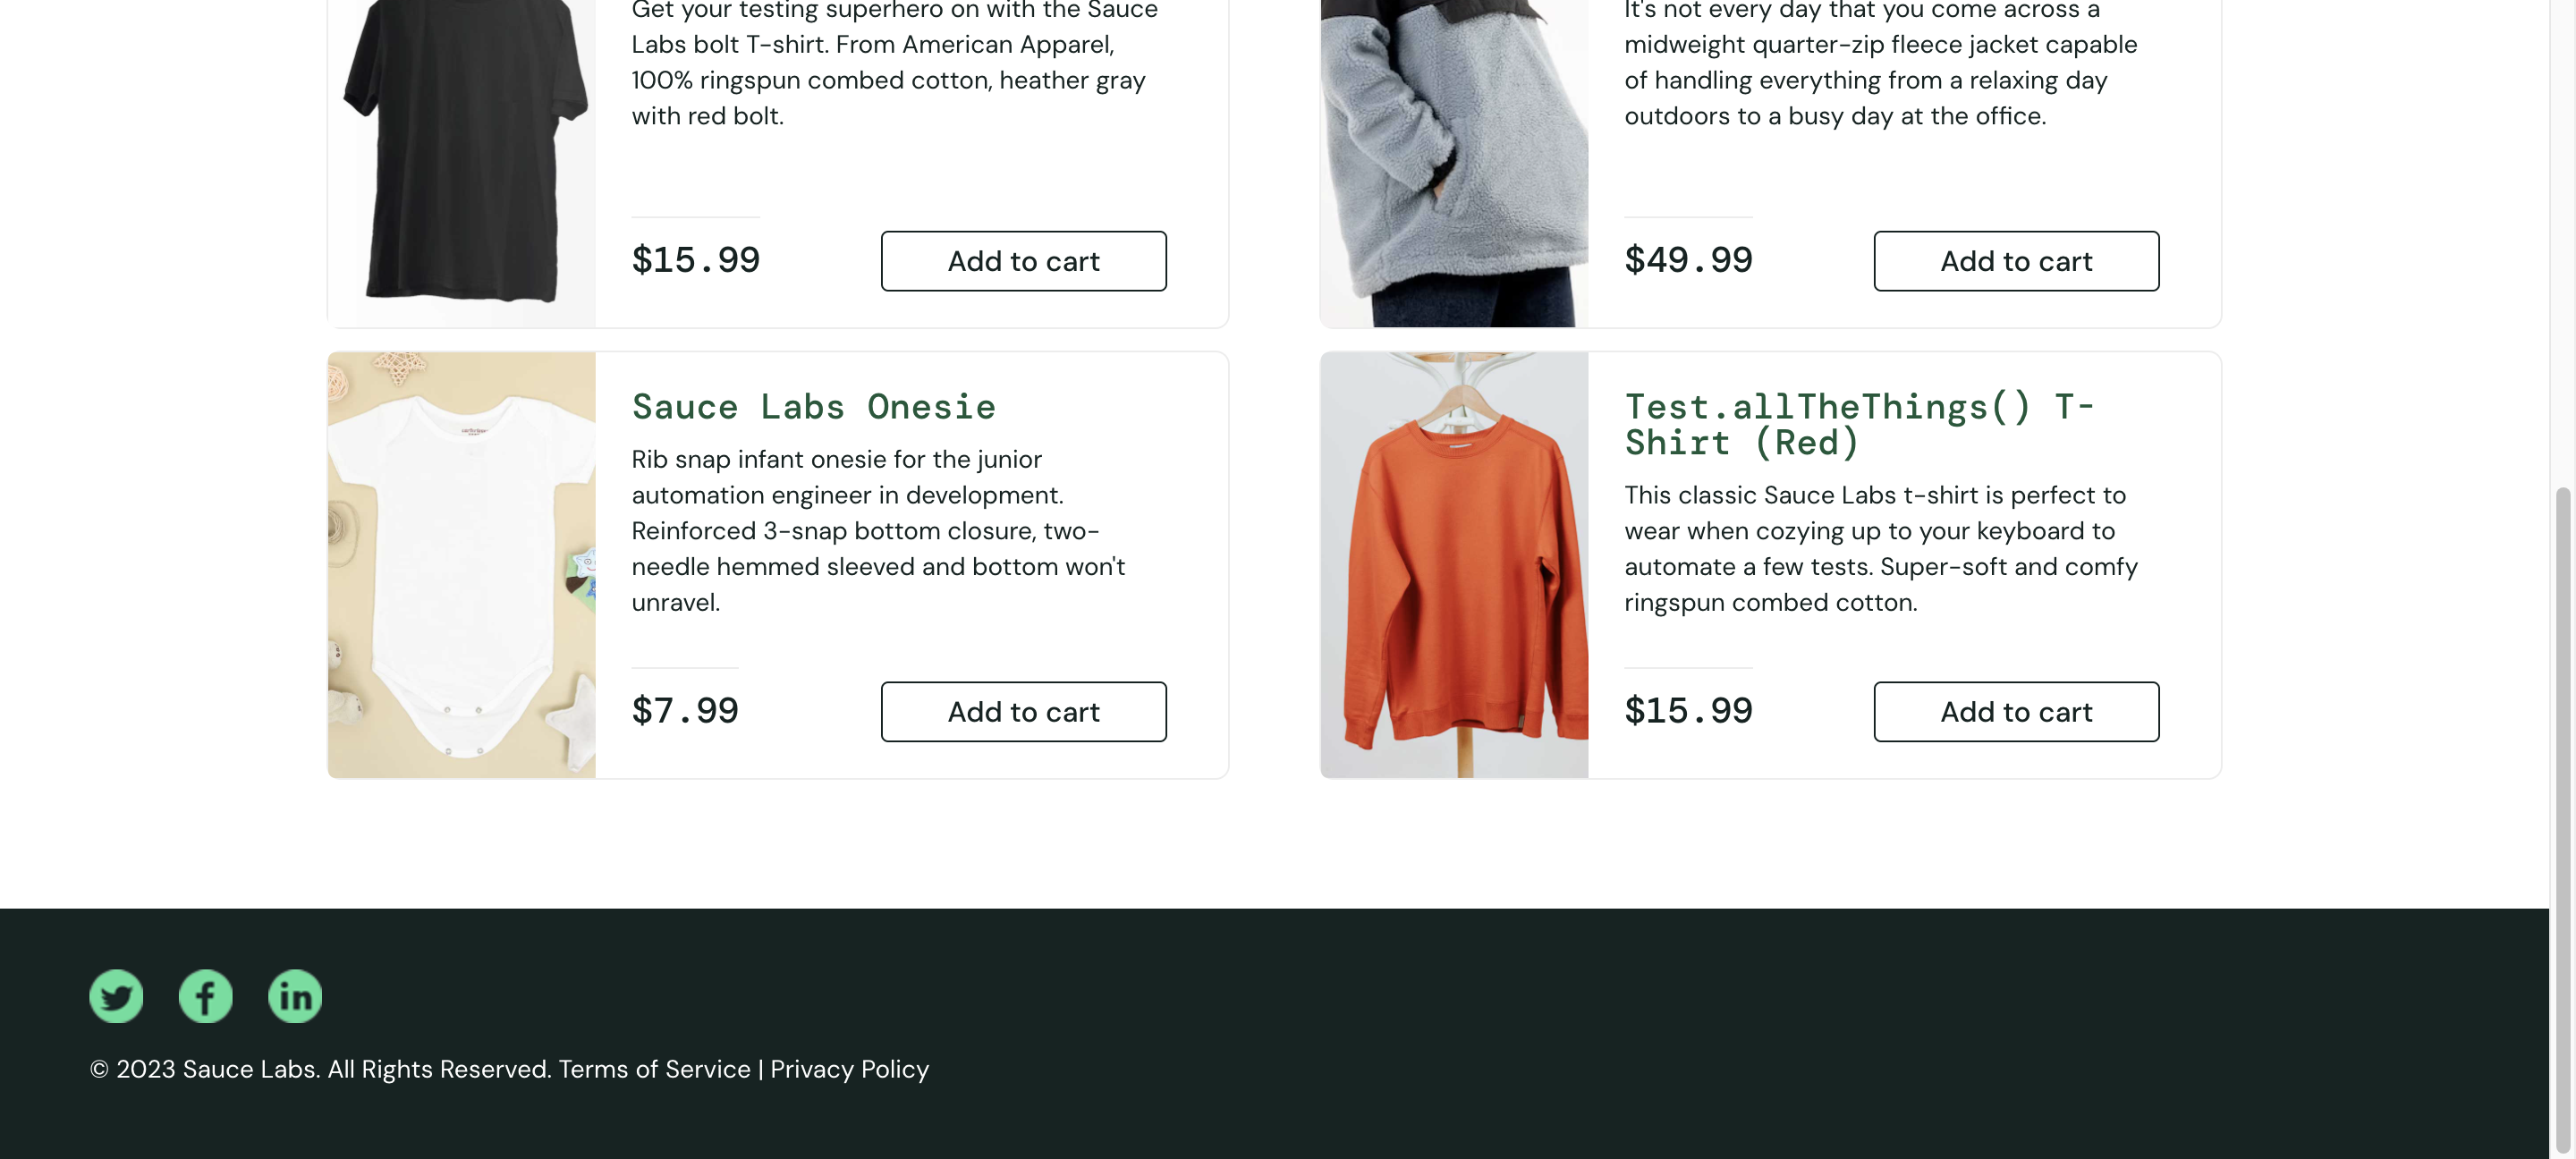 Get your testing superhero on with the Sauce
Labs bolt T-shirt. From American Apparel,
100% ringspun combed cotton, heather gray
with red bolt.
$15.99
Add to cart
It's not every day that you come across a
midweight quarter-zip fleece jacket capable
of handling everything from a relaxing day
outdoors to a busy day at the office.
$49.99
Add to cart
Sauce Labs Onesie
Rib snap infant onesie for the junior
automation engineer in development.
Reinforced 3-snap bottom closure, two-
needle hemmed sleeved and bottom won't
unravel.
$7.99
Add to cart
Test.allTheThings() T-
Shirt (Red)
This classic Sauce Labs t-shirt is perfect to
wear when cozying up to your keyboard to
automate a few tests. Super-soft and comfy
ringspun combed cotton.
$15.99
Add to cart
© 2023 Sauce Labs. All Rights Reserved. Terms of Service | Privacy Policy